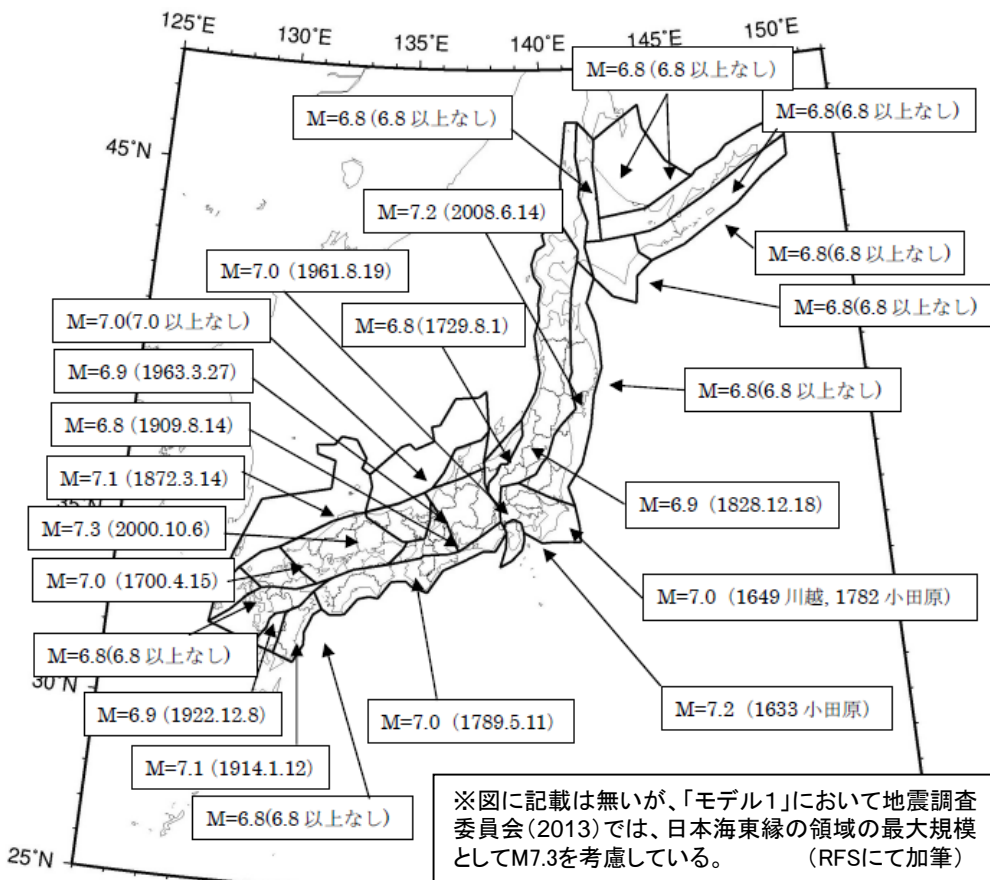 125°E
130°E
135°E
140°E
145°E
150°E
M=6.8 (6.8 以上なし)
M=6.8 (6.8 以上なし)
M=6.8(6.8 以上なし)
45°N
M=7.2 (2008.6.14)
M=7.0 (1961.8.19)
M=6.8(6.8 以上なし)
M=6.8(6.8 以上なし)
M=7.0(7.0 以上なし)
M=6.8(1729.8.1)
M=6.9 (1963.3.27)
M=6.8(6.8 以上なし)
M=6.8 (1909.8.14)
M=7.1 (1872.3.14)
M=6.9 (1828.12.18)
M=7.3 (2000.10.6)
M=7.0 (1700.4.15)
M=7.0 (1649 川越, 1782 小田原)
M=6.8(6.8 以上なし)
30°N
M=6.9 (1922.12.8)
M=7.0 (1789.5.11)
M=7.2 (1633 小田原)
M=7.1 (1914.1.12)
M=6.8(6.8 以上なし)
25°N
※図に記載は無いが、「モデル1」において地震調査
委員会(2013)では、日本海東縁の領域の最大規模
としてM7.3を考慮している。 (RFSにて加筆)